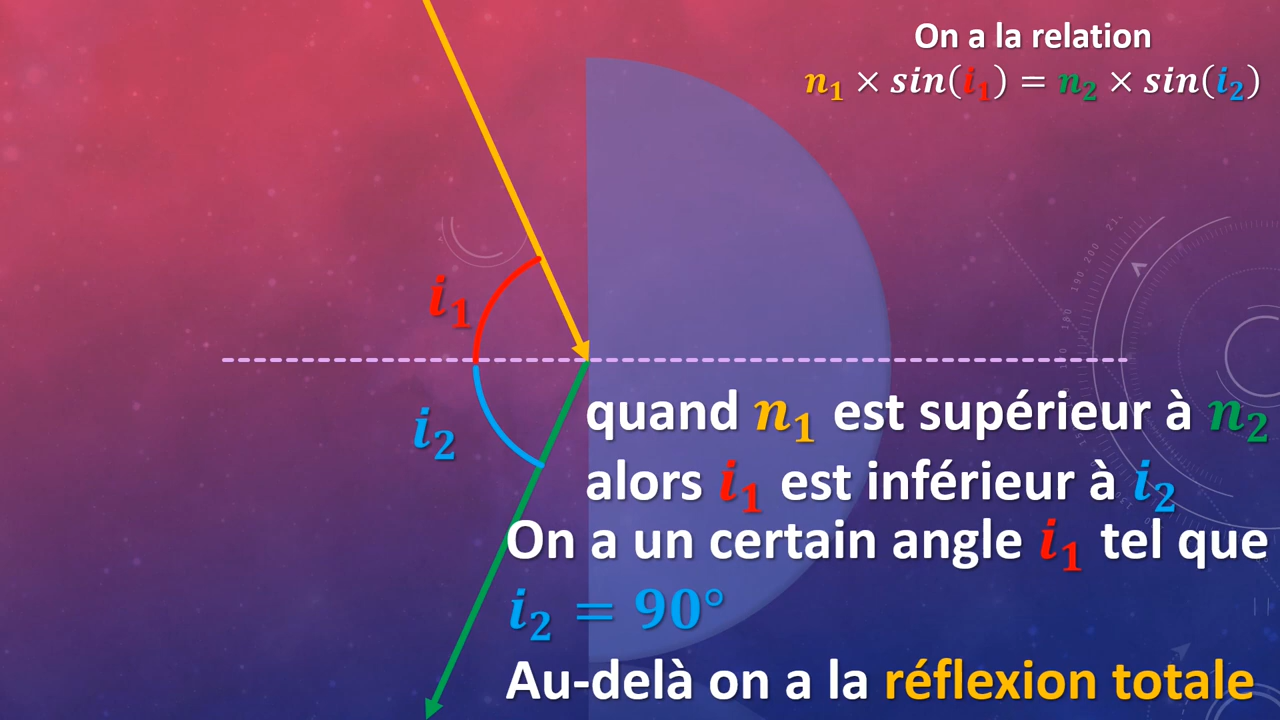 On a la relation
n₁ × sin(i₁) = n₂ × sin(i₂)
i₁
i₂
quand n₁ est supérieur à n₂
alors i₁ est inférieur à i₂
On a un certain angle i₁ tel que
i₂ = 90°
Au-delà on a la réflexion totale